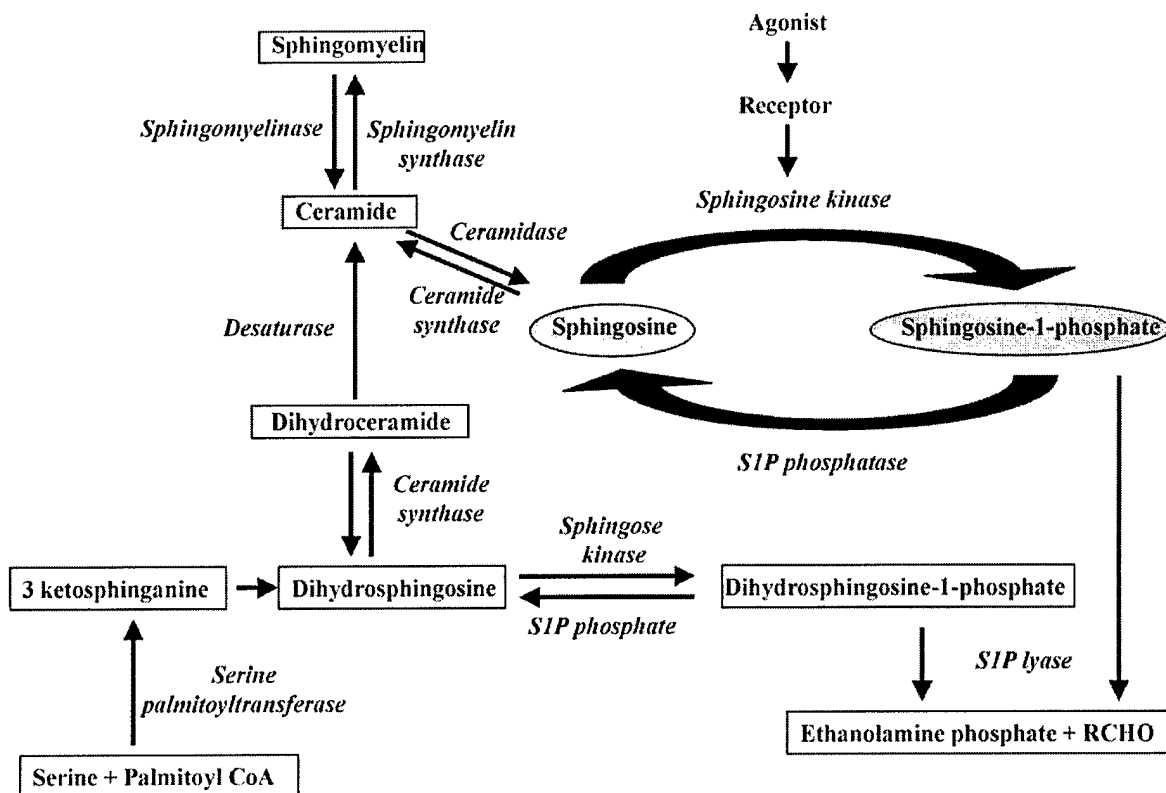 Sphingomyelin
Agonist
Receptor
Sphingomyelinase
Sphingomyelin
synthase
Sphingosine kinase
Ceramide
Ceramidase
Ceramide
synthase
Desaturase
Sphingosine
Sphingosine-1-phosphate
Dihydroceramide
S1P phosphatase
Ceramide
synthase
Sphingose
kinase
3 ketosphinganine
Dihydrosphingosine
Dihydrosphingosine-1-phosphate
S1P phosphate
Serine
palmitoyltransferase
S1P lyase
Ethanolamine phosphate + RCHO
Serine + Palmitoyl CoA